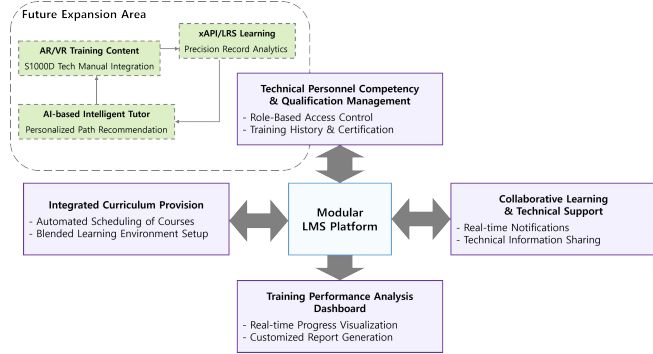 Future Expansion Area
xAPI/LRS Learning
Precision Record Analytics
AR/VR Training Content
S1000D Tech Manual Integration
AI-based Intelligent Tutor
Personalized Path Recommendation
Technical Personnel Competency
& Qualification Management
- Role-Based Access Control
- Training History & Certification
Integrated Curriculum Provision
- Automated Scheduling of Courses
- Blended Learning Environment Setup
Modular
LMS Platform
Collaborative Learning
& Technical Support
- Real-time Notifications
- Technical Information Sharing
Training Performance Analysis
Dashboard
- Real-time Progress Visualization
- Customized Report Generation